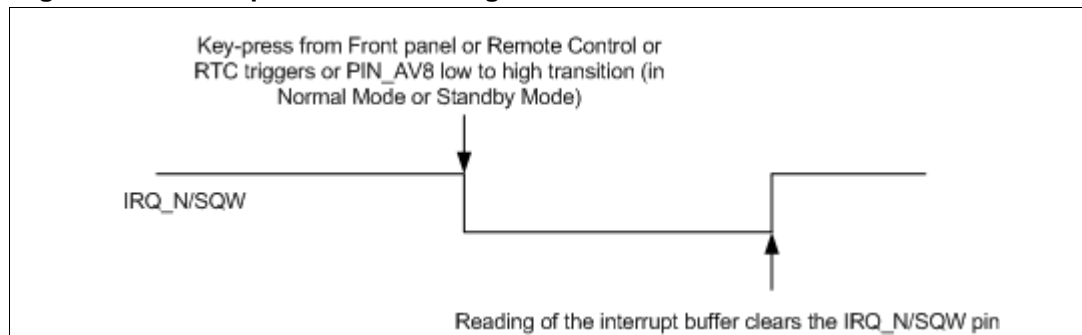 Key-press from Front panel or Remote Control or
RTC triggers or PIN_AV8 low to high transition (in
Normal Mode or Standby Mode)
IRQ_N/SQW
Reading of the interrupt buffer clears the IRQ_N/SQW pin